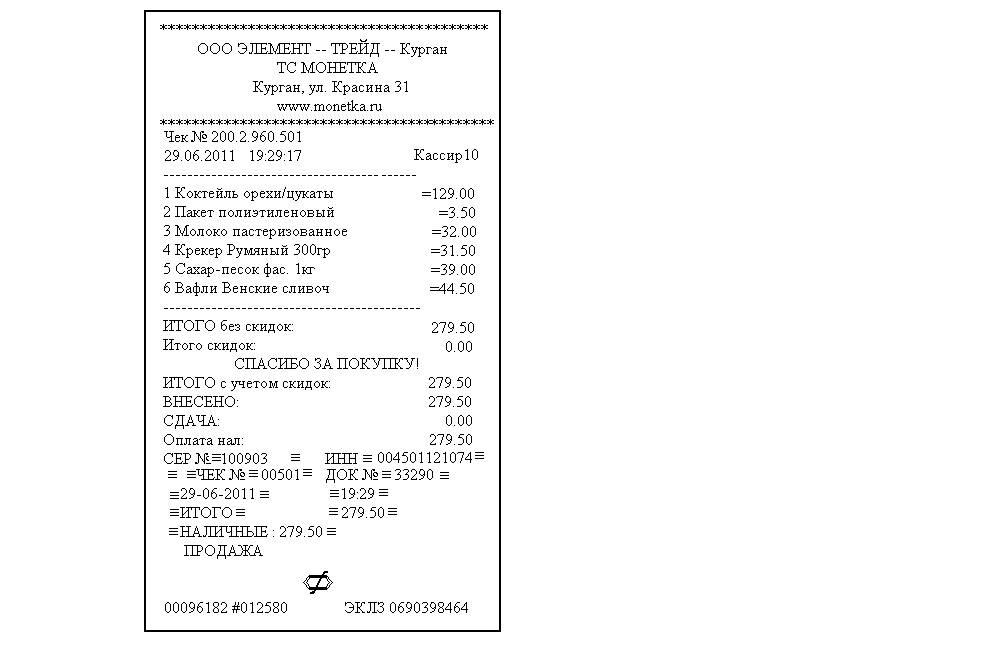 ******************************************
ООО ЭЛЕМЕНТ -- ТРЕЙД -- Курган
ТС МОНЕТКА
Курган, ул. Красина 31
www.monetka.ru
*******************************************
Чек № 200.2.960.501
29.06.2011 19:29:17 Кассир10
-------------------------------------------
1 Коктейль орехи/цукаты =129.00
2 Пакет полиэтиленовый =3.50
3 Молоко пастеризованное =32.00
4 Крекер Румяный 300гр =31.50
5 Сахар-песок фас. 1кг =39.00
6 Вафли Венские сливоч =44.50
-------------------------------------------
ИТОГО без скидок: 279.50
Итого скидок: 0.00
СПАСИБО ЗА ПОКУПКУ!
ИТОГО с учетом скидок: 279.50
ВНЕСЕНО: 279.50
СДАЧА: 0.00
Оплата нал: 279.50
СЕР №≡100903 ≡ ИНН ≡ 004501121074≡
≡ ≡ЧЕК № ≡ 00501≡ ДОК № ≡ 33290 ≡
≡29-06-2011 ≡ ≡19:29 ≡
≡ИТОГО ≡ ≡ 279.50 ≡
≡НАЛИЧНЫЕ : 279.50 ≡
ПРОДАЖА
00096182 #012580 ЭКЛЗ 0690398464